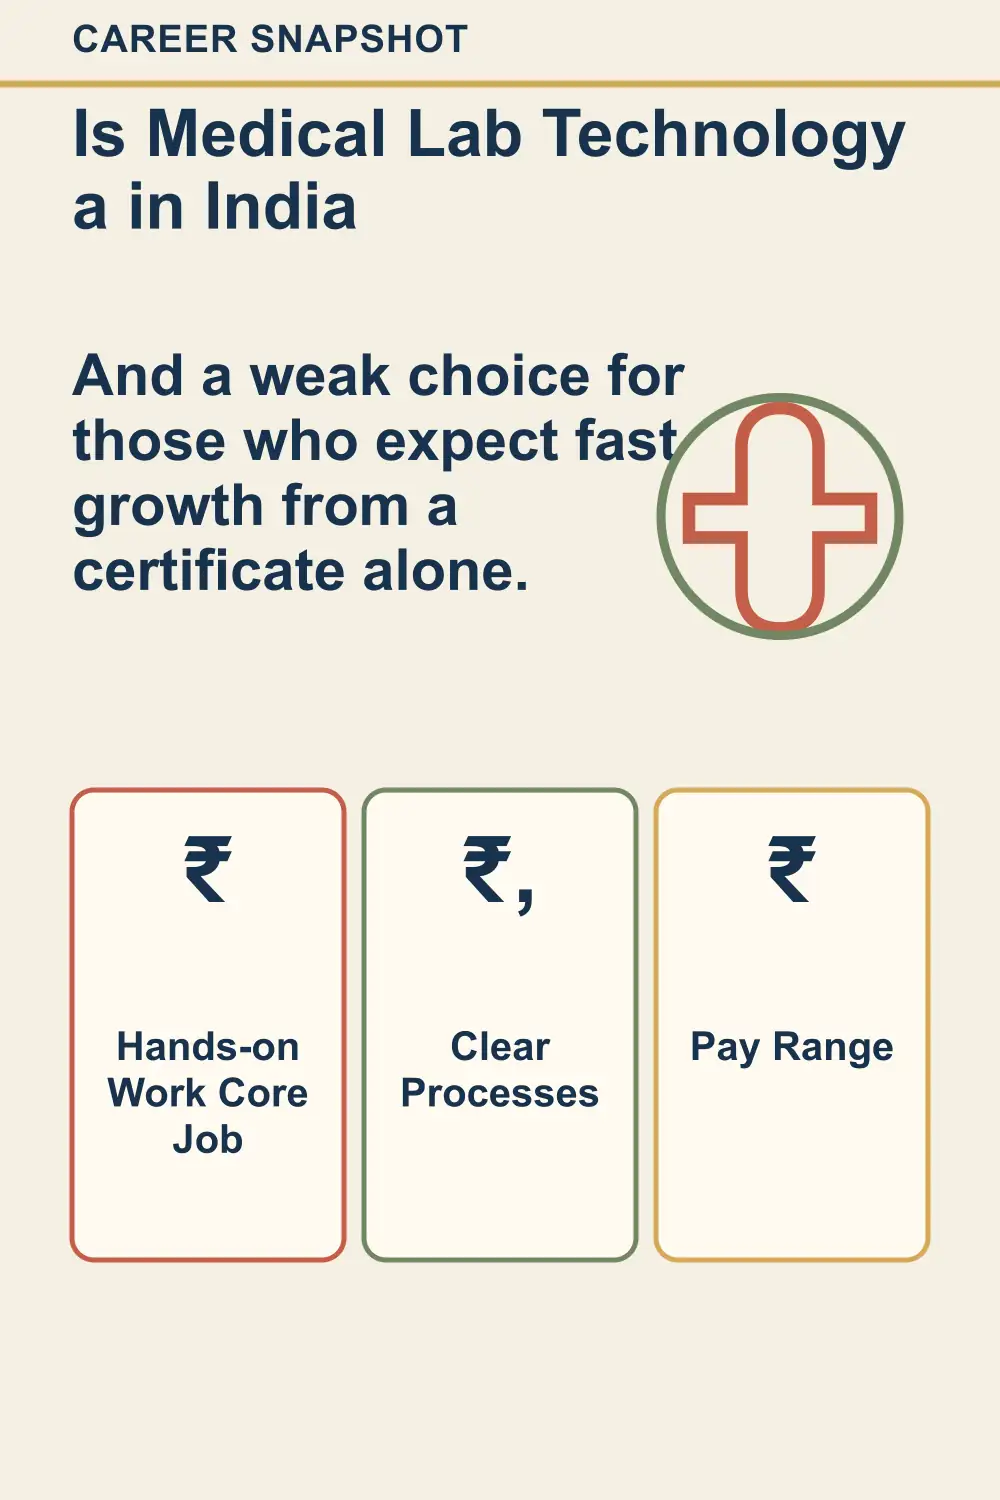 CAREER SNAPSHOT
Is Medical Lab Technology
a in India
And a weak choice for
those who expect fast
growth from a
certificate alone.
₹
Hands-on
Work Core
Job
₹,
Clear
Processes
₹
Pay Range